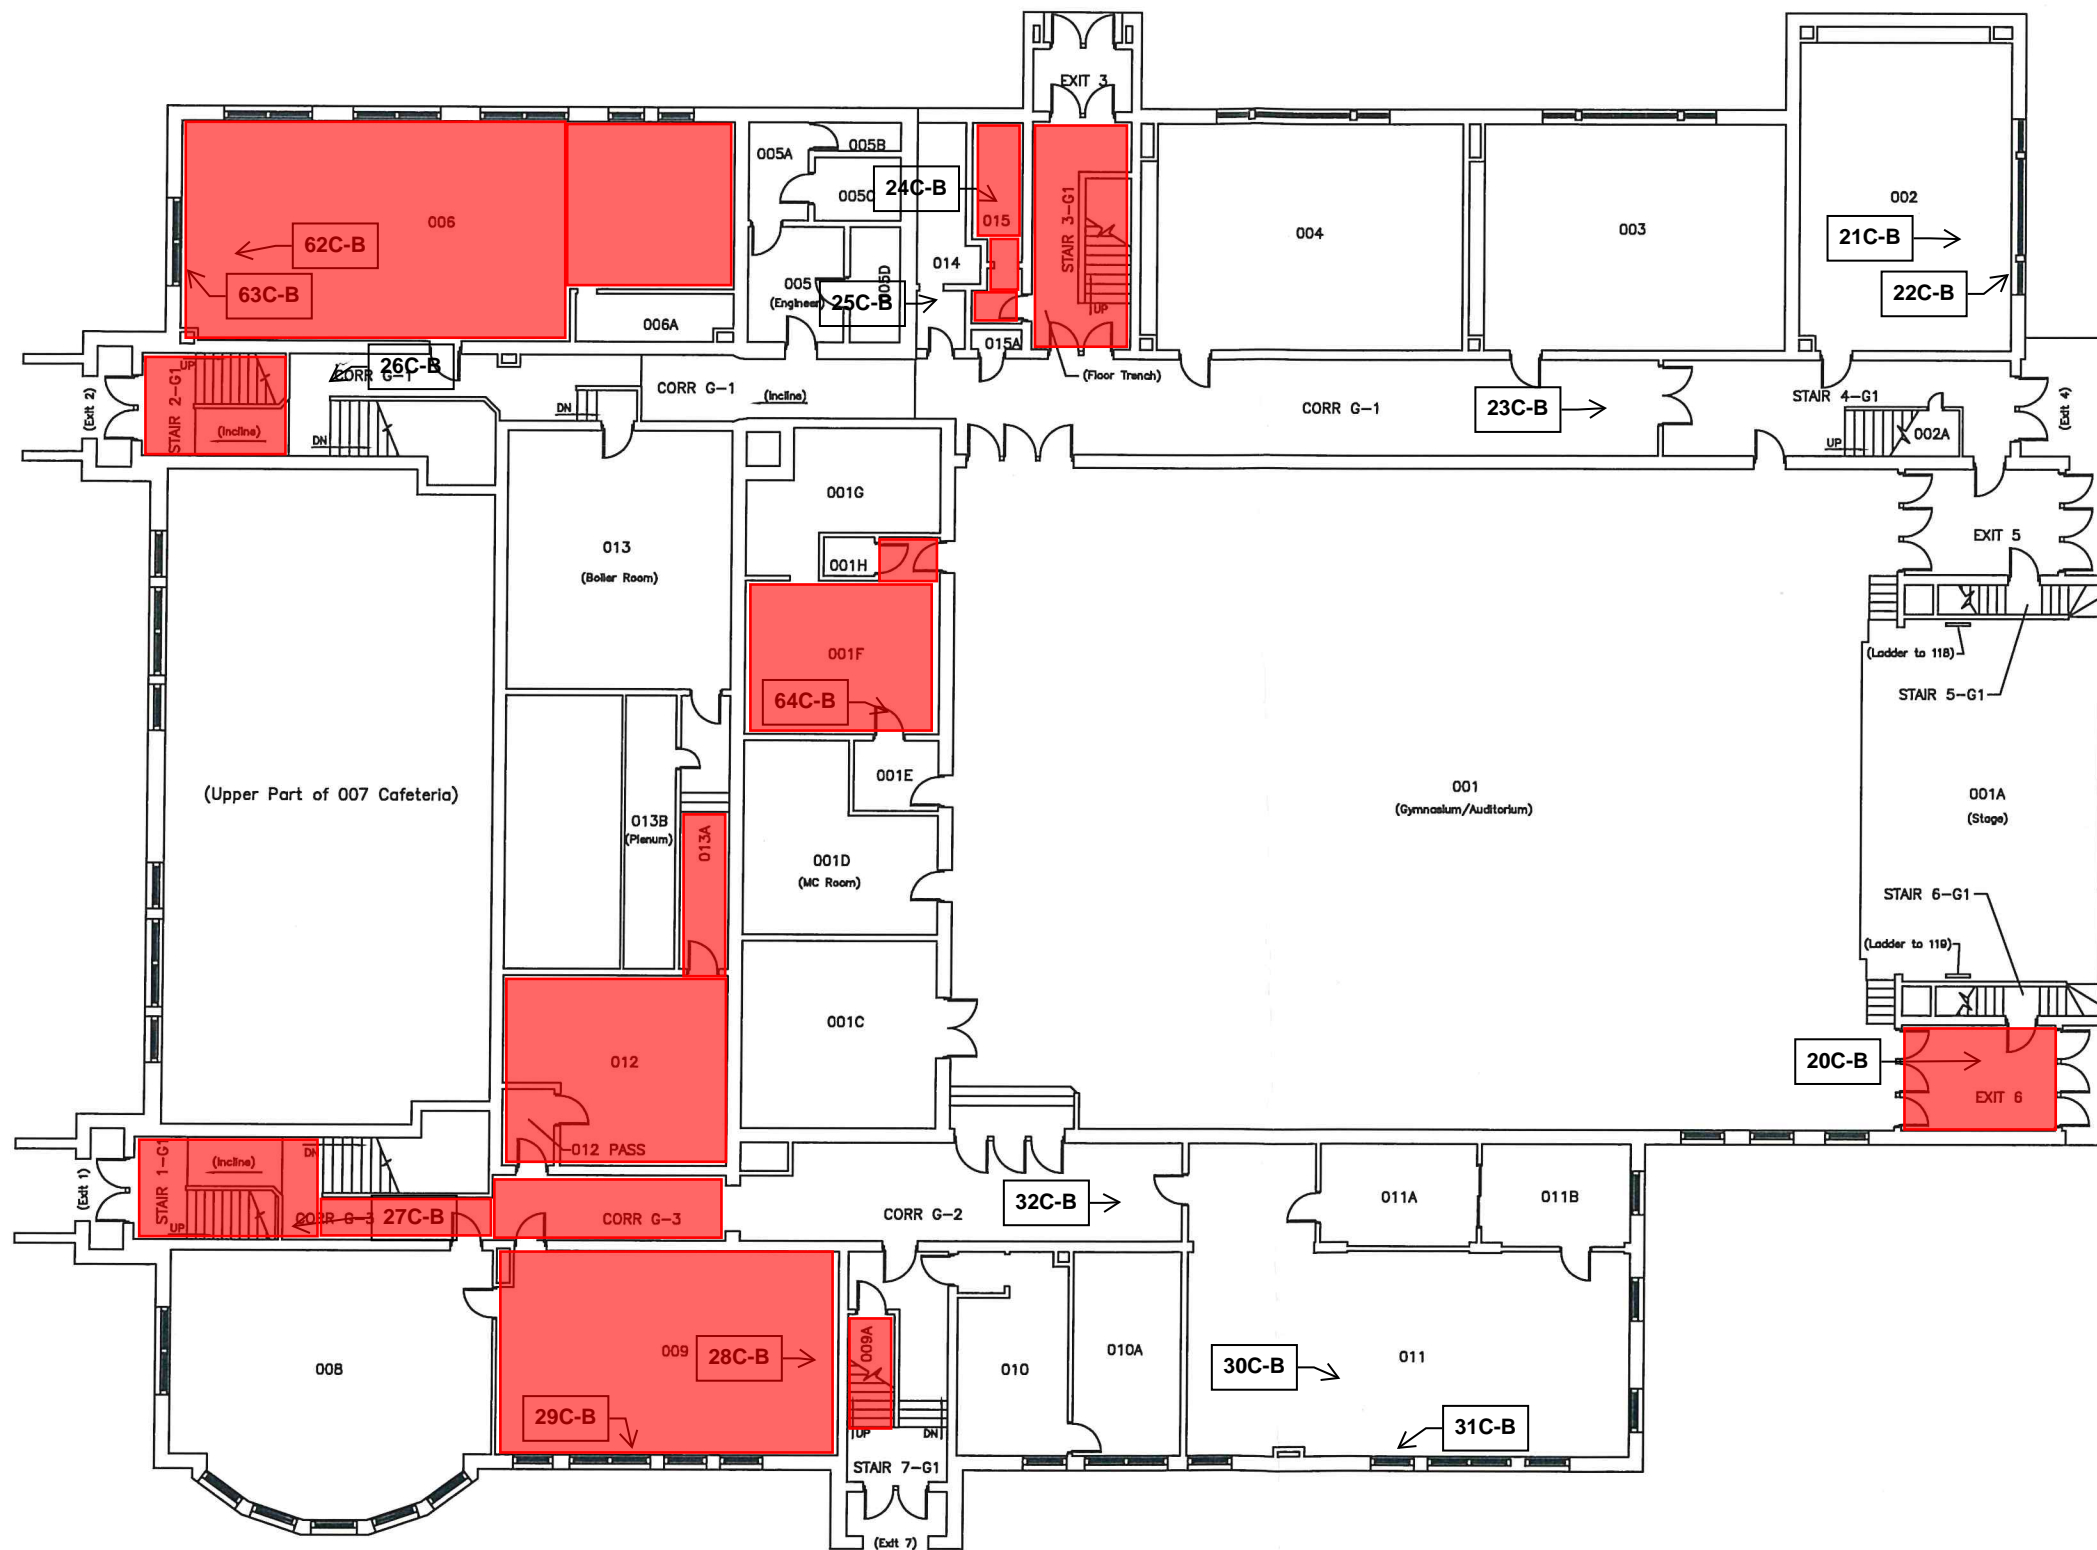 EXIT 3
005A
005B
005C
24C-B
015
STAIR 3-G1
UP
006
62C-B
63C-B
004
003
002
21C-B
22C-B
014
005
(Engineer)
005D
25C-B
006A
015A
(Floor Trench)
26C-B
CORR G-1
UP
STAIR 2-G1
(Exit 2)
(Incline)
DN
DN
CORR G-1
(Incline)
CORR G-1
23C-B
STAIR 4-G1
UP
002A
(Exit 4)
001G
013
(Boiler Room)
001H
EXIT 5
001F
64C-B
(Ladder to 118)
STAIR 5-G1
001E
(Upper Part of 007 Cafeteria)
001
(Gymnasium/Auditorium)
001A
(Stage)
013B
(Plenum)
013A
001D
(MC Room)
STAIR 6-G1
(Ladder to 119)
001C
012
20C-B
EXIT 6
012 PASS
(Exit 1)
STAIR 1-G1
(Incline)
DN
UP
CORR G-3
27C-B
CORR G-3
CORR G-2
32C-B
011A
011B
008
009
28C-B
29C-B
009A
UP
DN
010
010A
30C-B
011
31C-B
STAIR 7-G1
(Exit 7)